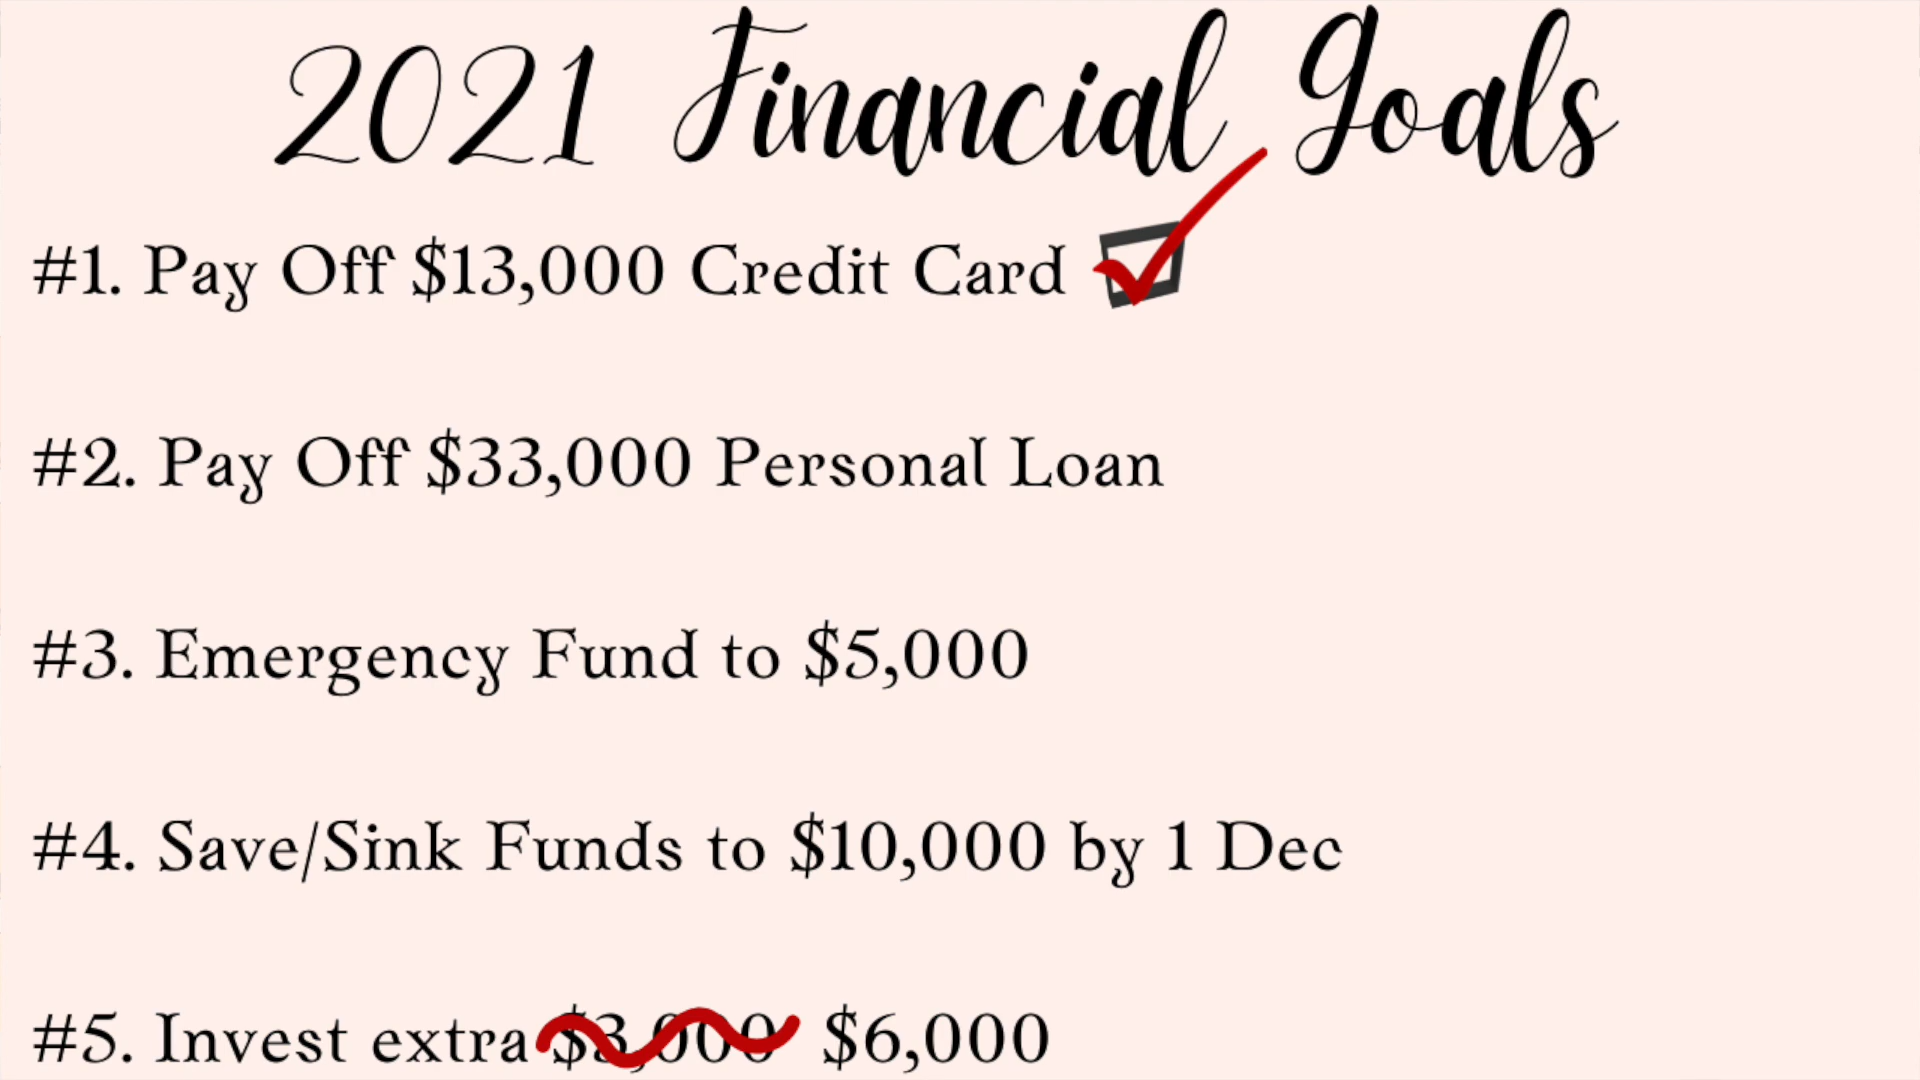 2021 Financial Goals
#1. Pay Off $13,000 Credit Card
#2. Pay Off $33,000 Personal Loan
#3. Emergency Fund to $5,000
#4. Save/Sink Funds to $10,000 by 1 Dec
#5. Invest extra $3,000 $6,000